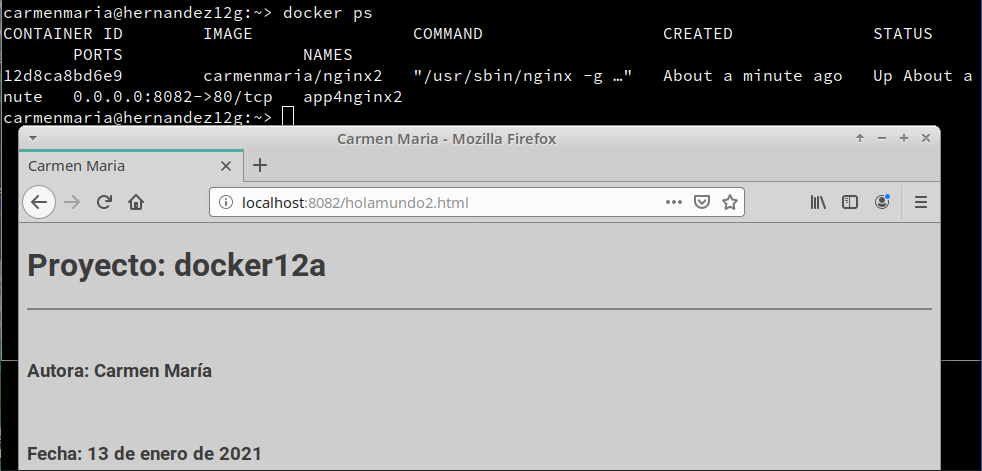 carmenmaria@hernandez12g:~> docker ps
CONTAINER ID IMAGE COMMAND CREATED STATUS
PORTS NAMES
12d8ca8bd6e9 carmenmaria/nginx2 "/usr/sbin/nginx -g …" About a minute ago Up About a
nute 0.0.0.0:8082->80/tcp app4nginx2
carmenmaria@hernandez12g:~>
Carmen Maria - Mozilla Firefox
Carmen Maria
localhost:8082/holamundo2.html
Proyecto: docker12a
Autora: Carmen María
Fecha: 13 de enero de 2021